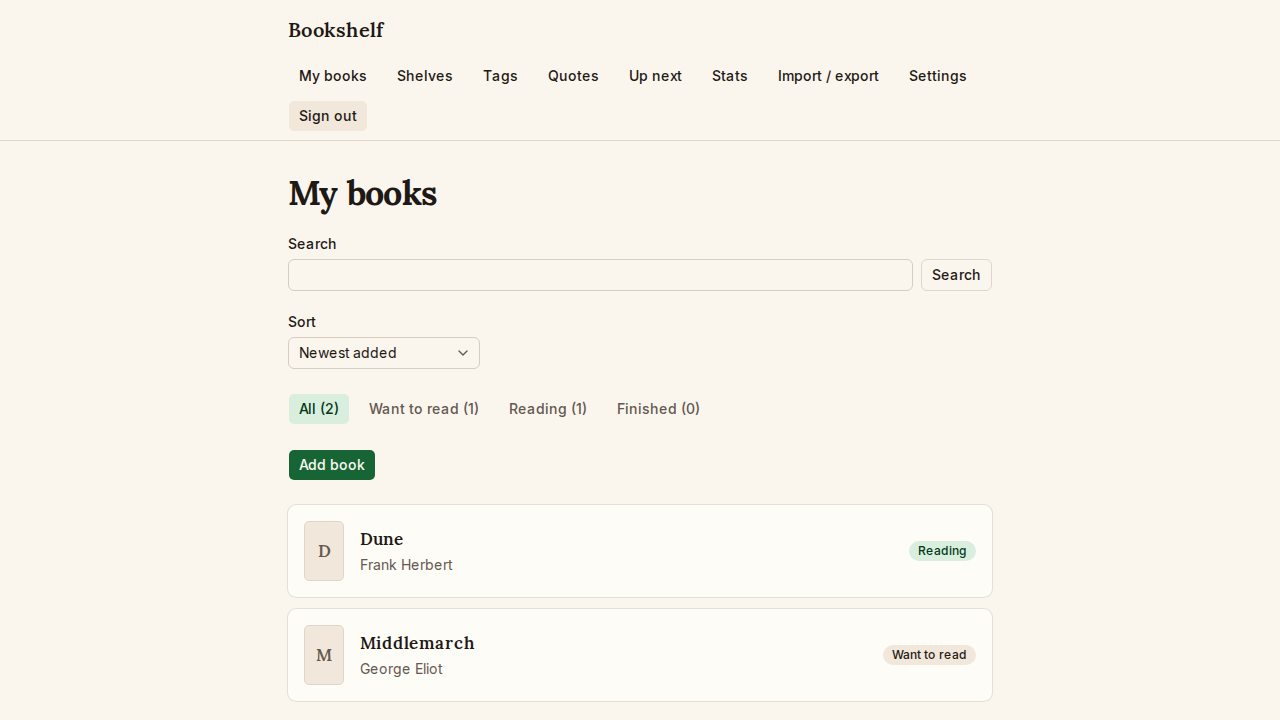 Bookshelf
My books Shelves Tags Quotes Up next Stats Import / export Settings
Sign out
My books
Search
Search
Sort
Newest added
All (2) Want to read (1) Reading (1) Finished (0)
Add book
D
Dune
Frank Herbert
Reading
M
Middlemarch
George Eliot
Want to read